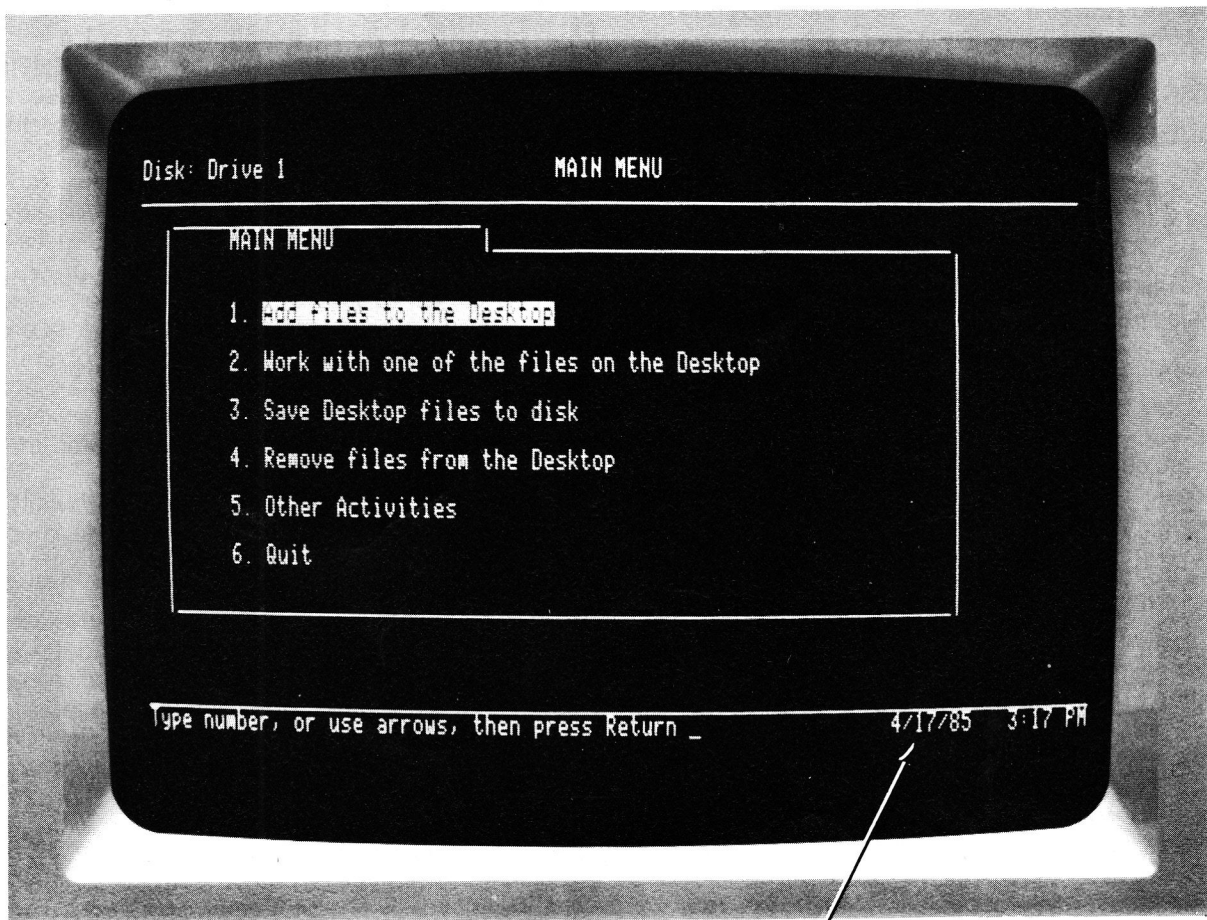 Disk: Drive 1 MAIN MENU
MAIN MENU
1. Add files to the Desktop
2. Work with one of the files on the Desktop
3. Save Desktop files to disk
4. Remove files from the Desktop
5. Other Activities
6. Quit
Type number, or use arrows, then press Return _ 4/17/85 3:17 PM